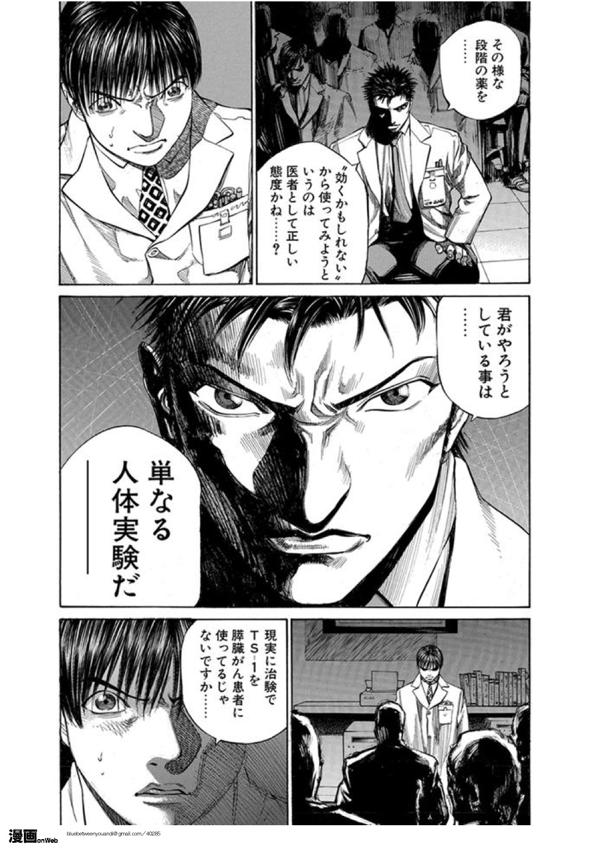 その様な
段階の薬を
……
“効くかもしれない”
から使ってみようと
いうのは
医者として正しい
態度かね……?
君がやろうと
している事は
……
単なる
人体実験だ
――
現実に治験で
TS-1を
膵臓がん患者に
使ってるじゃ
ないですか……
漫画onWeb
bluebetweenyouandi@gmail.com/40285